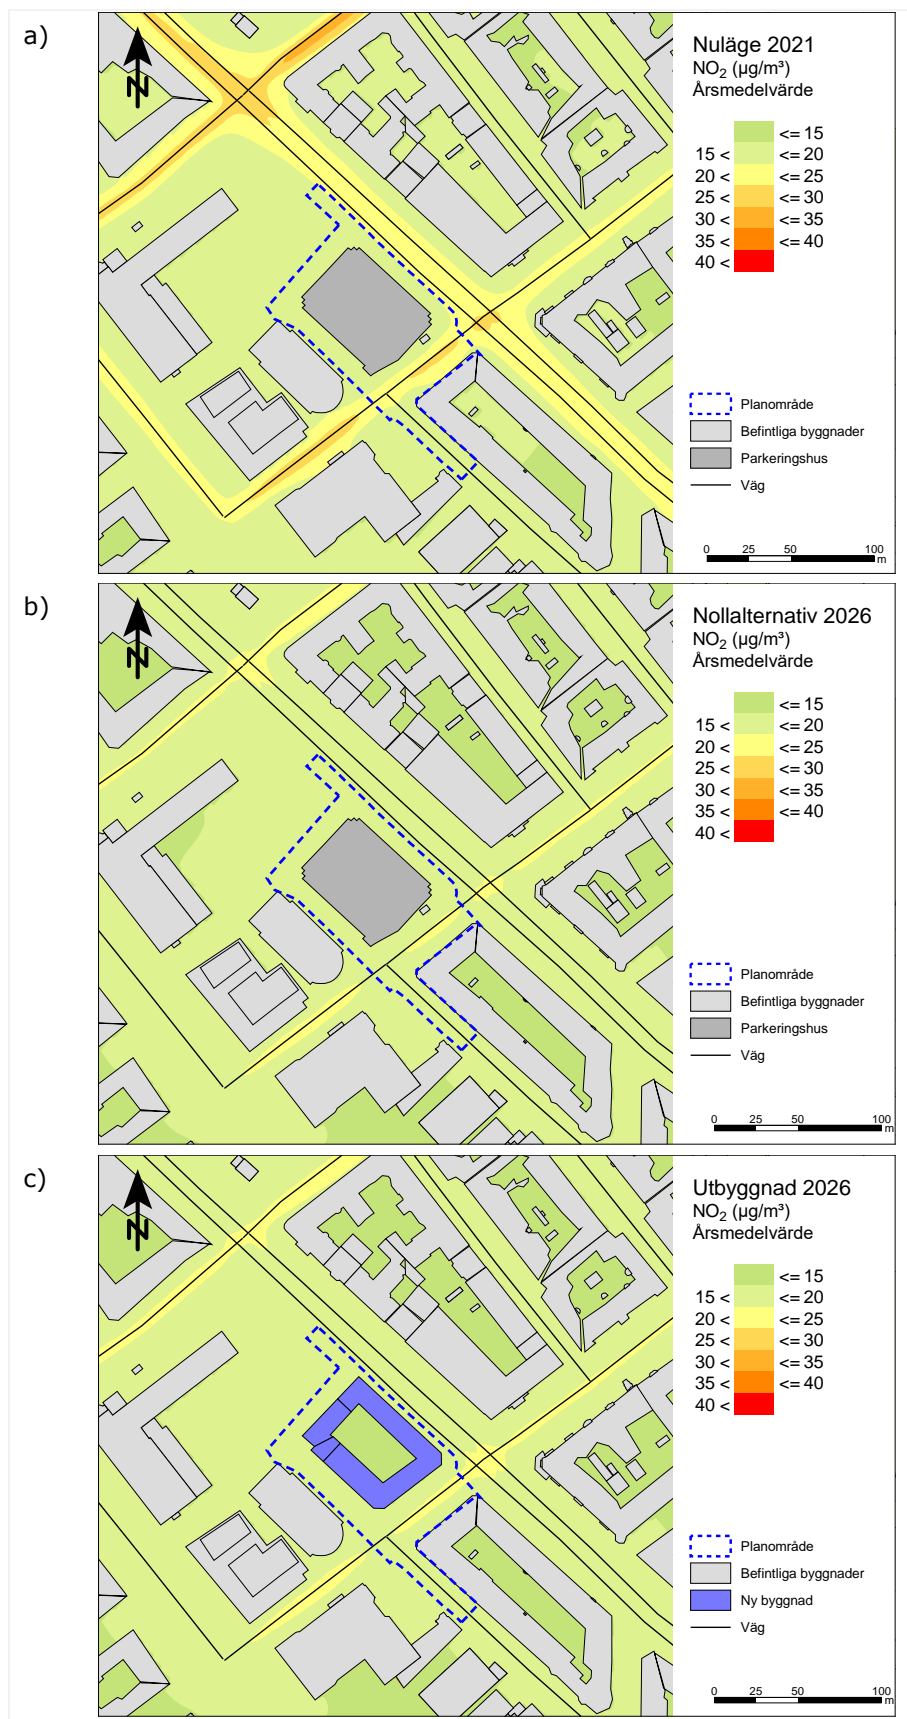 a)
N
Nuläge 2021
NO₂ (µg/m³)
Årsmedelvärde
<= 15
15 < <= 20
20 < <= 25
25 < <= 30
30 < <= 35
35 < <= 40
40 <
Planområde
Befintliga byggnader
Parkeringshus
Väg
0 25 50 100
m
b)
N
Nollalternativ 2026
NO₂ (µg/m³)
Årsmedelvärde
<= 15
15 < <= 20
20 < <= 25
25 < <= 30
30 < <= 35
35 < <= 40
40 <
Planområde
Befintliga byggnader
Parkeringshus
Väg
0 25 50 100
m
c)
N
Utbyggnad 2026
NO₂ (µg/m³)
Årsmedelvärde
<= 15
15 < <= 20
20 < <= 25
25 < <= 30
30 < <= 35
35 < <= 40
40 <
Planområde
Befintliga byggnader
Ny byggnad
Väg
0 25 50 100
m